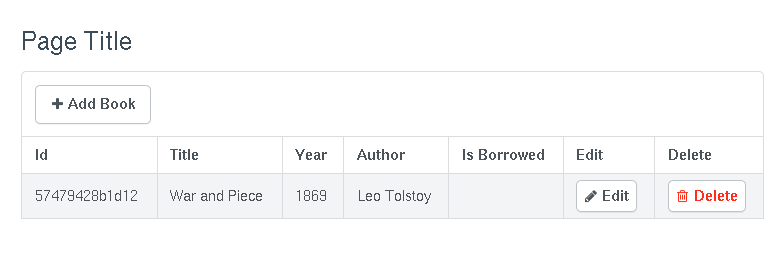 Page Title
Add Book
Id Title Year Author Is Borrowed Edit Delete
57479428b1d12 War and Piece 1869 Leo Tolstoy Edit Delete